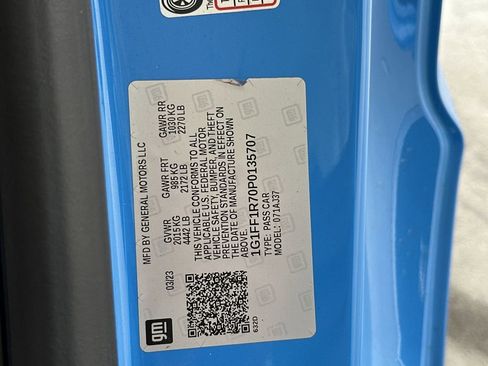 MFD BY GENERAL MOTORS LLC
03/23
GVWR GAWR FRT GAWR RR
2015 KG 985 KG 1030 KG
4442 LB 2172 LB 2270 LB
THIS VEHICLE CONFORMS TO ALL
APPLICABLE U.S. FEDERAL MOTOR
VEHICLE SAFETY, BUMPER, AND THEFT
PREVENTION STANDARDS IN EFFECT ON
THE DATE OF MANUFACTURE SHOWN
ABOVE.
1G1FF1R70P0135707
TYPE: PASS CAR
MODEL: 071AJ37
gm
632D